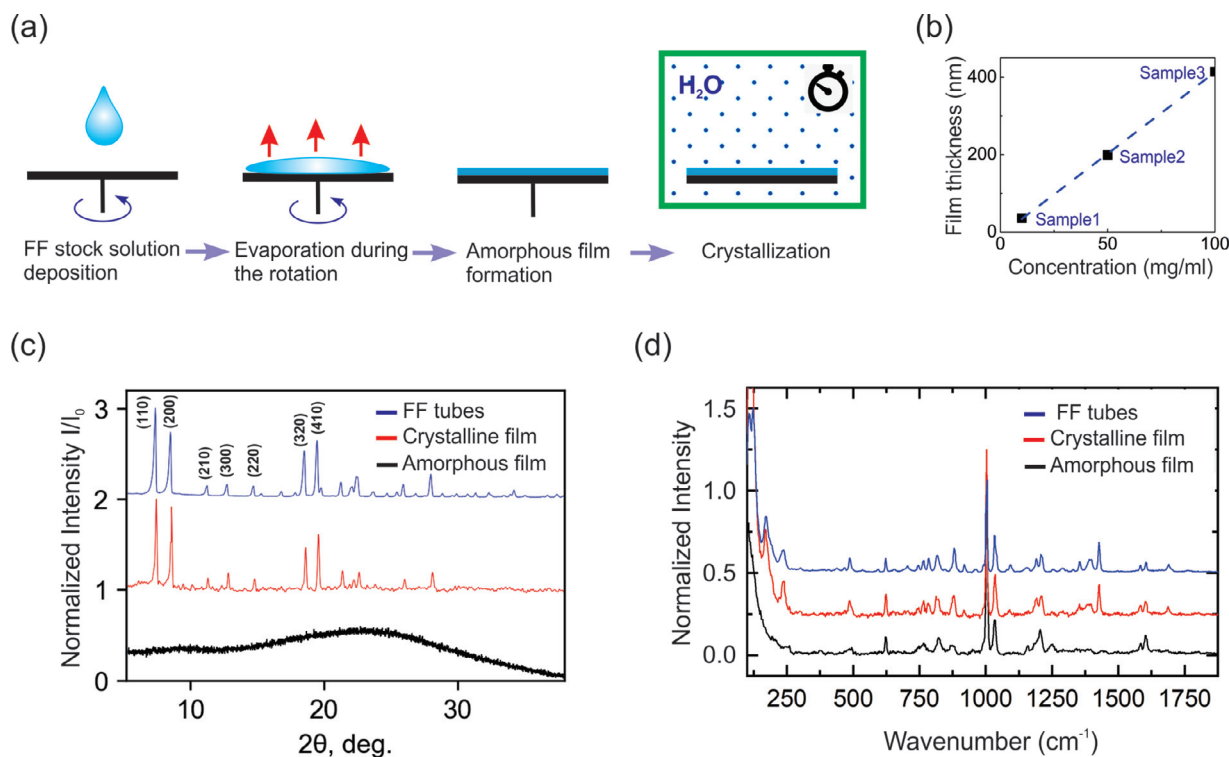 (a)
H₂O
FF stock solution
deposition
Evaporation during
the rotation
Amorphous film
formation
Crystallization
(b)
Film thickness (nm)
400
200
0
0
50
100
Sample3
Sample2
Sample1
Concentration (mg/ml)
(c)
Normalized Intensity I/I₀
3
2
1
0
(110)
(200)
(210)
(300)
(220)
(320)
(410)
FF tubes
Crystalline film
Amorphous film
10
20
30
2θ, deg.
(d)
Normalized Intensity
1.5
1.0
0.5
0.0
FF tubes
Crystalline film
Amorphous film
250
500
750
1000
1250
1500
1750
Wavenumber (cm⁻¹)